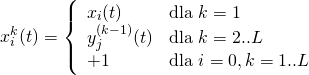 x_i^k(t) = { x_i(t) dla k = 1
y_j^{(k-1)}(t) dla k = 2..L
+1 dla i = 0, k = 1..L